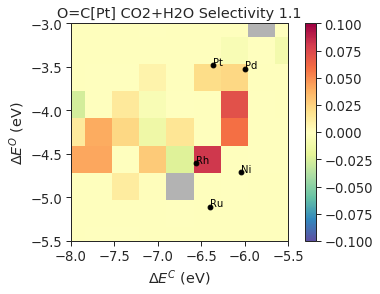 O=C[Pt] CO2+H2O Selectivity 1.1
−3.0
−3.5
−4.0
−4.5
−5.0
−5.5
ΔE^O (eV)
−8.0 −7.5 −7.0 −6.5 −6.0 −5.5
ΔE^C (eV)
Pt
Pd
Rh
Ni
Ru
0.100
0.075
0.050
0.025
0.000
−0.025
−0.050
−0.075
−0.100